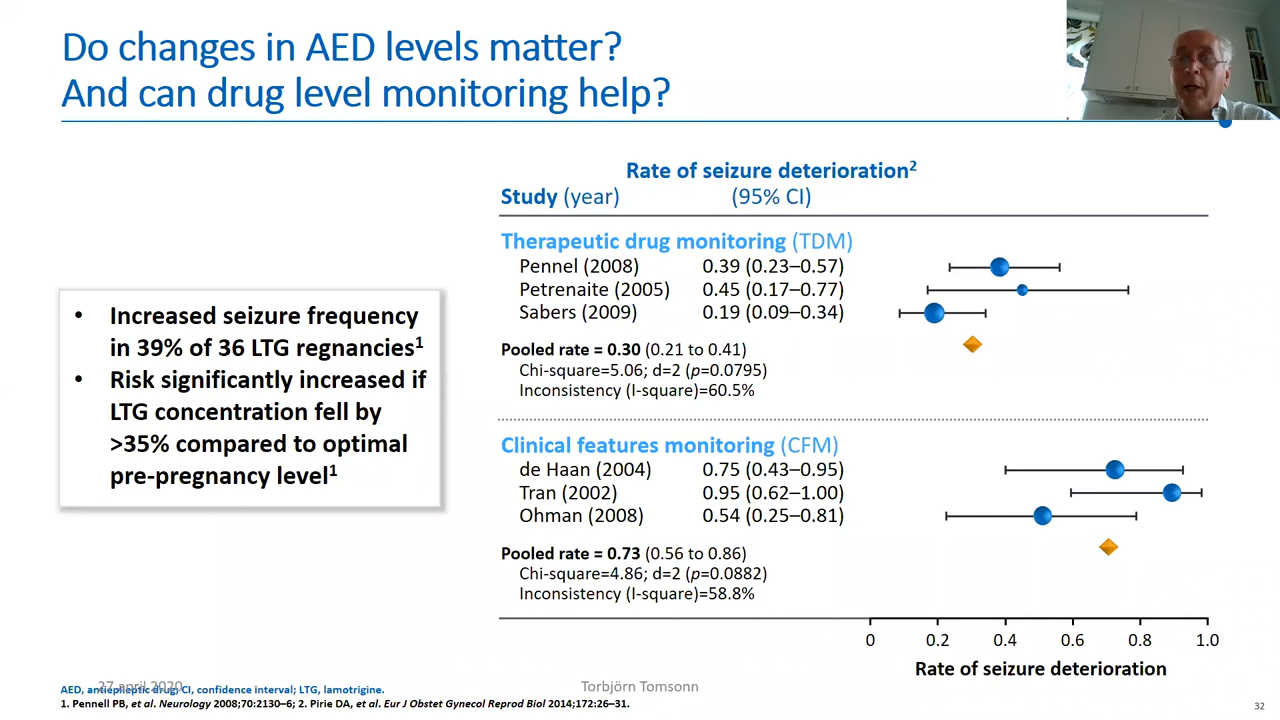 Do changes in AED levels matter?
And can drug level monitoring help?
Rate of seizure deterioration²
Study (year) (95% CI)
Therapeutic drug monitoring (TDM)
Pennel (2008) 0.39 (0.23–0.57)
Petrenaite (2005) 0.45 (0.17–0.77)
Sabers (2009) 0.19 (0.09–0.34)
Pooled rate = 0.30 (0.21 to 0.41)
Chi-square=5.06; d=2 (p=0.0795)
Inconsistency (I-square)=60.5%
• Increased seizure frequency
in 39% of 36 LTG regnancies¹
• Risk significantly increased if
LTG concentration fell by
>35% compared to optimal
pre-pregnancy level¹
Clinical features monitoring (CFM)
de Haan (2004) 0.75 (0.43–0.95)
Tran (2002) 0.95 (0.62–1.00)
Ohman (2008) 0.54 (0.25–0.81)
Pooled rate = 0.73 (0.56 to 0.86)
Chi-square=4.86; d=2 (p=0.0882)
Inconsistency (I-square)=58.8%
0 0.2 0.4 0.6 0.8 1.0
Rate of seizure deterioration
27 april 2020
Torbjörn Tomsonn
AED, antiepileptic drug; CI, confidence interval; LTG, lamotrigine.
1. Pennell PB, et al. Neurology 2008;70:2130–6; 2. Pirie DA, et al. Eur J Obstet Gynecol Reprod Biol 2014;172:26–31.
32